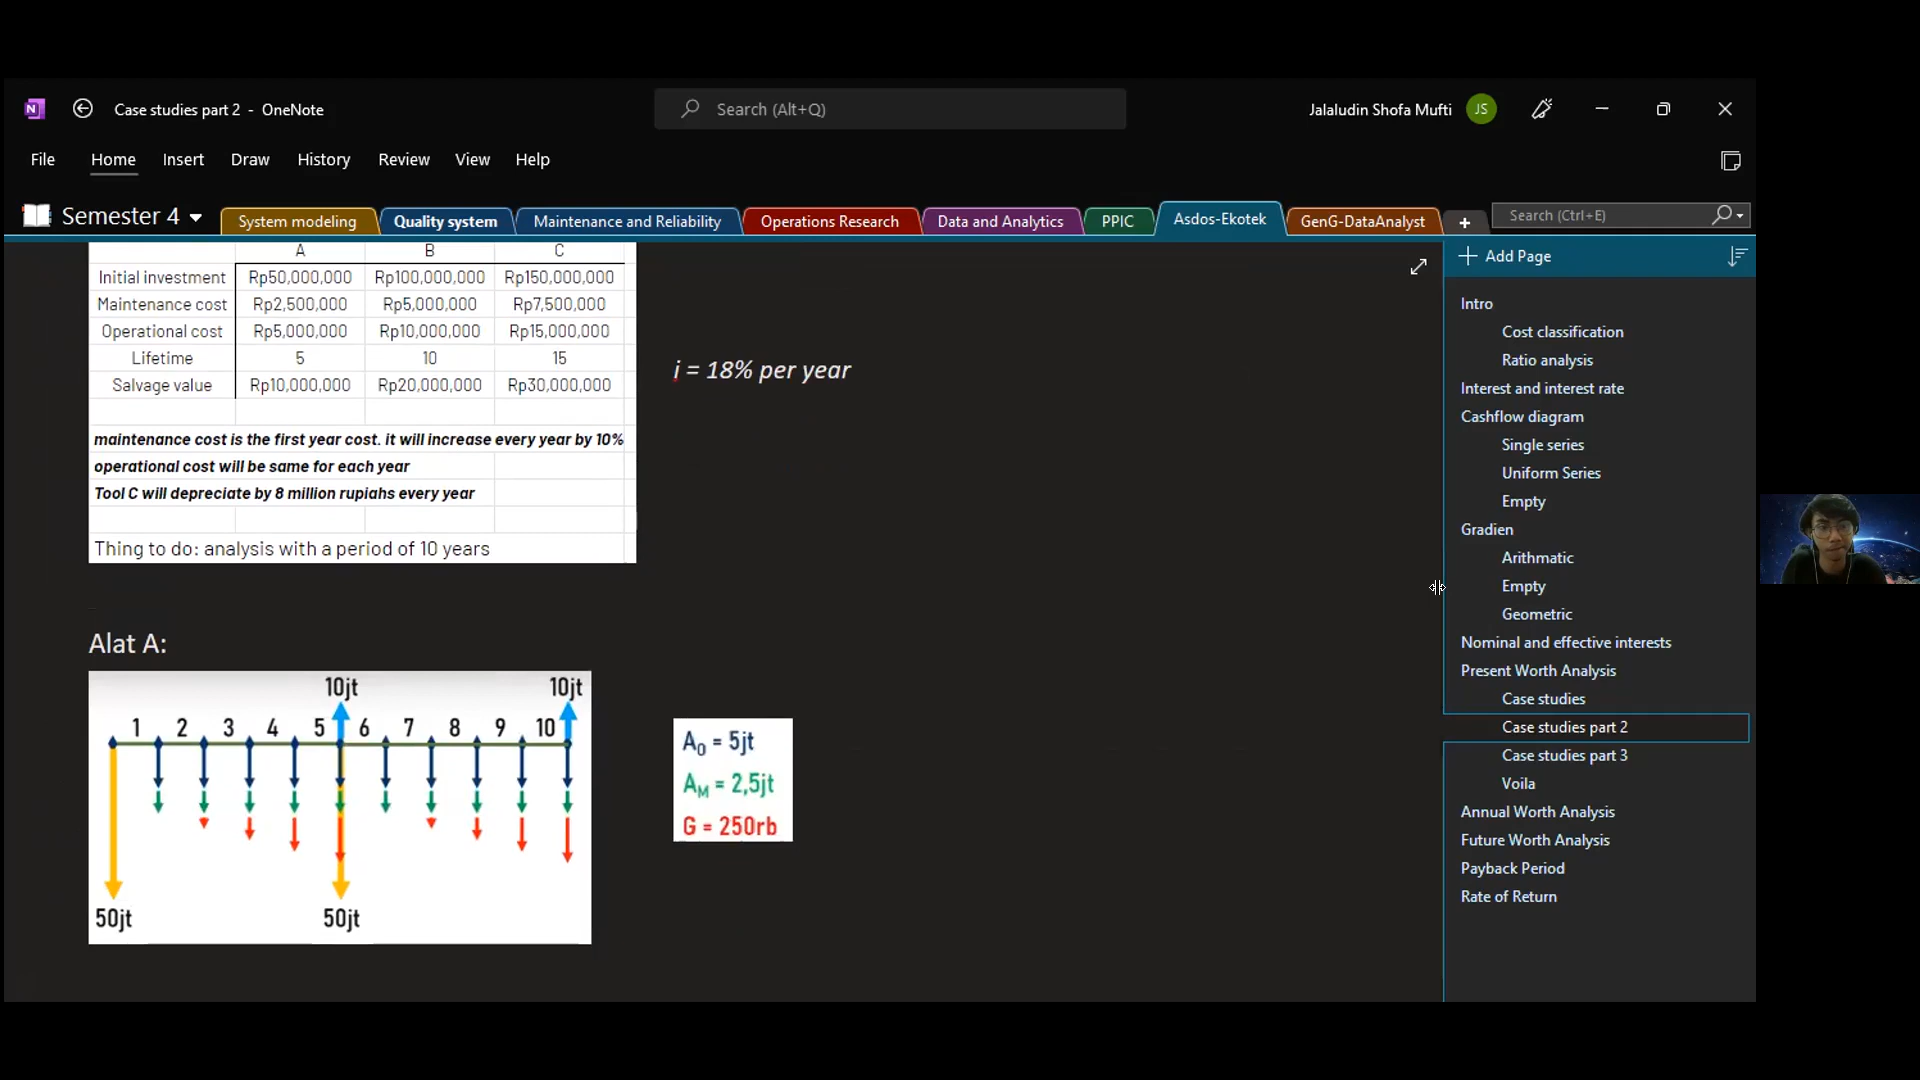 Case studies part 2 - OneNote
Search (Alt+Q)
Jalaludin Shofa Mufti
JS
File Home Insert Draw History Review View Help
Semester 4
System modeling
Quality system
Maintenance and Reliability
Operations Research
Data and Analytics
PPIC
Asdos-Ekotek
GenG-DataAnalyst
+
Search (Ctrl+E)
A B C
Initial investment Rp50,000,000 Rp100,000,000 Rp150,000,000
Maintenance cost Rp2,500,000 Rp5,000,000 Rp7,500,000
Operational cost Rp5,000,000 Rp10,000,000 Rp15,000,000
Lifetime 5 10 15
Salvage value Rp10,000,000 Rp20,000,000 Rp30,000,000
maintenance cost is the first year cost. it will increase every year by 10%
operational cost will be same for each year
Tool C will depreciate by 8 million rupiahs every year
Thing to do: analysis with a period of 10 years
i = 18% per year
Alat A:
10jt 10jt
1 2 3 4 5 6 7 8 9 10
50jt 50jt
A0 = 5jt
AM = 2,5jt
G = 250rb
Add Page
Intro
Cost classification
Ratio analysis
Interest and interest rate
Cashflow diagram
Single series
Uniform Series
Empty
Gradien
Arithmatic
Empty
Geometric
Nominal and effective interests
Present Worth Analysis
Case studies
Case studies part 2
Case studies part 3
Voila
Annual Worth Analysis
Future Worth Analysis
Payback Period
Rate of Return